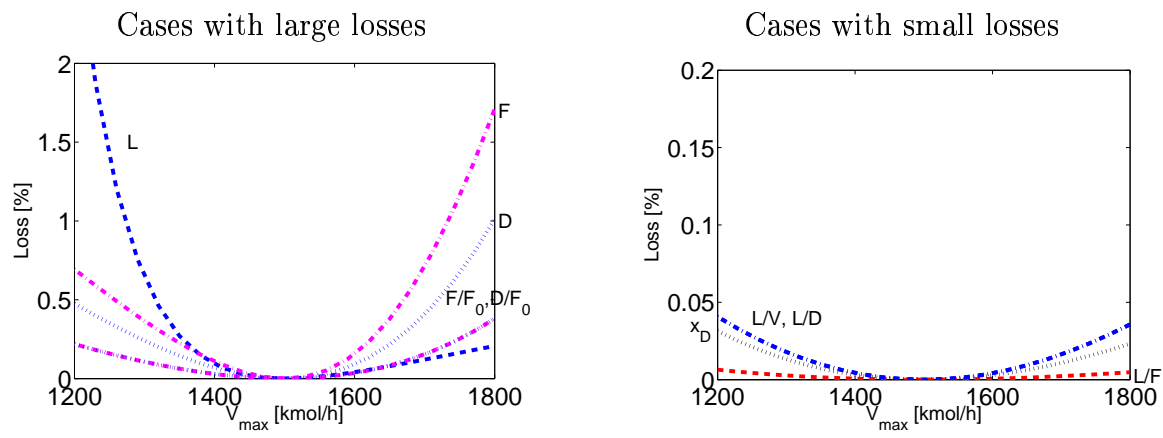 Cases with large losses
2
1.5
1
0.5
0
Loss [%]
L
F
D
F/F0,D/F0
1200
1400
1600
1800
Vmax [kmol/h]
Cases with small losses
0.2
0.15
0.1
0.05
0
Loss [%]
xD
L/V, L/D
L/F
1200
1400
1600
1800
Vmax [kmol/h]